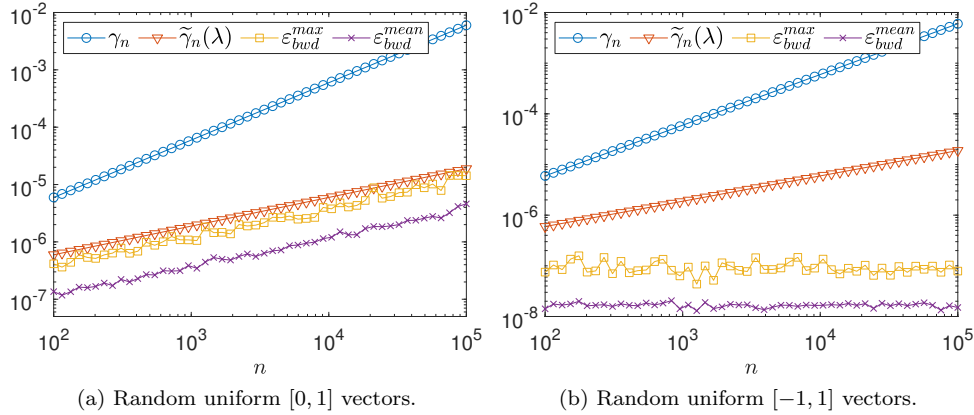 10^-2
10^-3
10^-4
10^-5
10^-6
10^-7
γ_n γ̃_n(λ) ε_bwd^max ε_bwd^mean
10^2 10^3 10^4 10^5
n
(a) Random uniform [0, 1] vectors.
10^-2
10^-4
10^-6
10^-8
γ_n γ̃_n(λ) ε_bwd^max ε_bwd^mean
10^2 10^3 10^4 10^5
n
(b) Random uniform [−1, 1] vectors.